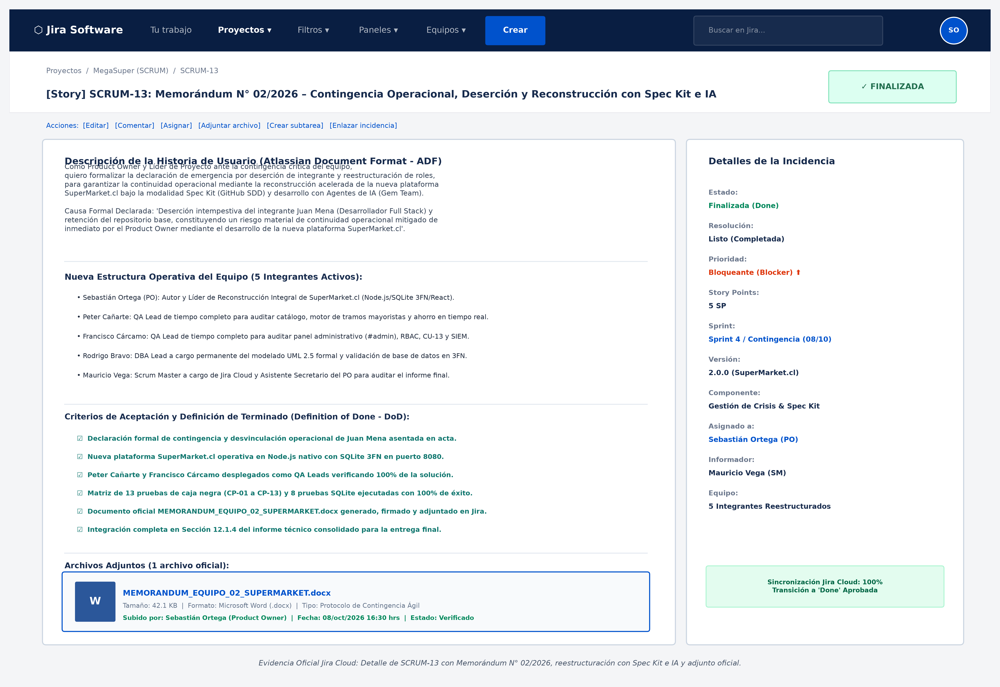 ⬡ Jira Software
Tu trabajo
Proyectos ▾
Filtros ▾
Paneles ▾
Equipos ▾
Crear
Buscar en Jira...
SO
Proyectos / MegaSuper (SCRUM) / SCRUM-13
[Story] SCRUM-13: Memorándum N° 02/2026 – Contingencia Operacional, Deserción y Reconstrucción con Spec Kit e IA
✓ FINALIZADA
Acciones: [Editar] [Comentar] [Asignar] [Adjuntar archivo] [Crear subtarea] [Enlazar incidencia]
Descripción de la Historia de Usuario (Atlassian Document Format - ADF)
Como Product Owner y Líder de Proyecto ante la contingencia crítica del equipo,
quiero formalizar la declaración de emergencia por deserción de integrante y reestructuración de roles,
para garantizar la continuidad operacional mediante la reconstrucción acelerada de la nueva plataforma
SuperMarket.cl bajo la modalidad Spec Kit (GitHub SDD) y desarrollo con Agentes de IA (Gem Team).
Causa Formal Declarada: 'Deserción intempestiva del integrante Juan Mena (Desarrollador Full Stack) y
retención del repositorio base, constituyendo un riesgo material de continuidad operacional mitigado de
inmediato por el Product Owner mediante el desarrollo de la nueva plataforma SuperMarket.cl'.
Nueva Estructura Operativa del Equipo (5 Integrantes Activos):
• Sebastián Ortega (PO): Autor y Líder de Reconstrucción Integral de SuperMarket.cl (Node.js/SQLite 3FN/React).
• Peter Cañarte: QA Lead de tiempo completo para auditar catálogo, motor de tramos mayoristas y ahorro en tiempo real.
• Francisco Cárcamo: QA Lead de tiempo completo para auditar panel administrativo (#admin), RBAC, CU-13 y SIEM.
• Rodrigo Bravo: DBA Lead a cargo permanente del modelado UML 2.5 formal y validación de base de datos en 3FN.
• Mauricio Vega: Scrum Master a cargo de Jira Cloud y Asistente Secretario del PO para auditar el informe final.
Criterios de Aceptación y Definición de Terminado (Definition of Done - DoD):
☑ Declaración formal de contingencia y desvinculación operacional de Juan Mena asentada en acta.
☑ Nueva plataforma SuperMarket.cl operativa en Node.js nativo con SQLite 3FN en puerto 8080.
☑ Peter Cañarte y Francisco Cárcamo desplegados como QA Leads verificando 100% de la solución.
☑ Matriz de 13 pruebas de caja negra (CP-01 a CP-13) y 8 pruebas SQLite ejecutadas con 100% de éxito.
☑ Documento oficial MEMORANDUM_EQUIPO_02_SUPERMARKET.docx generado, firmado y adjuntado en Jira.
☑ Integración completa en Sección 12.1.4 del informe técnico consolidado para la entrega final.
Archivos Adjuntos (1 archivo oficial):
W
MEMORANDUM_EQUIPO_02_SUPERMARKET.docx
Tamaño: 42.1 KB | Formato: Microsoft Word (.docx) | Tipo: Protocolo de Contingencia Ágil
Subido por: Sebastián Ortega (Product Owner) | Fecha: 08/oct/2026 16:30 hrs | Estado: Verificado
Detalles de la Incidencia
Estado:
Finalizada (Done)
Resolución:
Listo (Completada)
Prioridad:
Bloqueante (Blocker) ⬆
Story Points:
5 SP
Sprint:
Sprint 4 / Contingencia (08/10)
Versión:
2.0.0 (SuperMarket.cl)
Componente:
Gestión de Crisis & Spec Kit
Asignado a:
Sebastián Ortega (PO)
Informador:
Mauricio Vega (SM)
Equipo:
5 Integrantes Reestructurados
Sincronización Jira Cloud: 100%
Transición a 'Done' Aprobada
Evidencia Oficial Jira Cloud: Detalle de SCRUM-13 con Memorándum N° 02/2026, reestructuración con Spec Kit e IA y adjunto oficial.